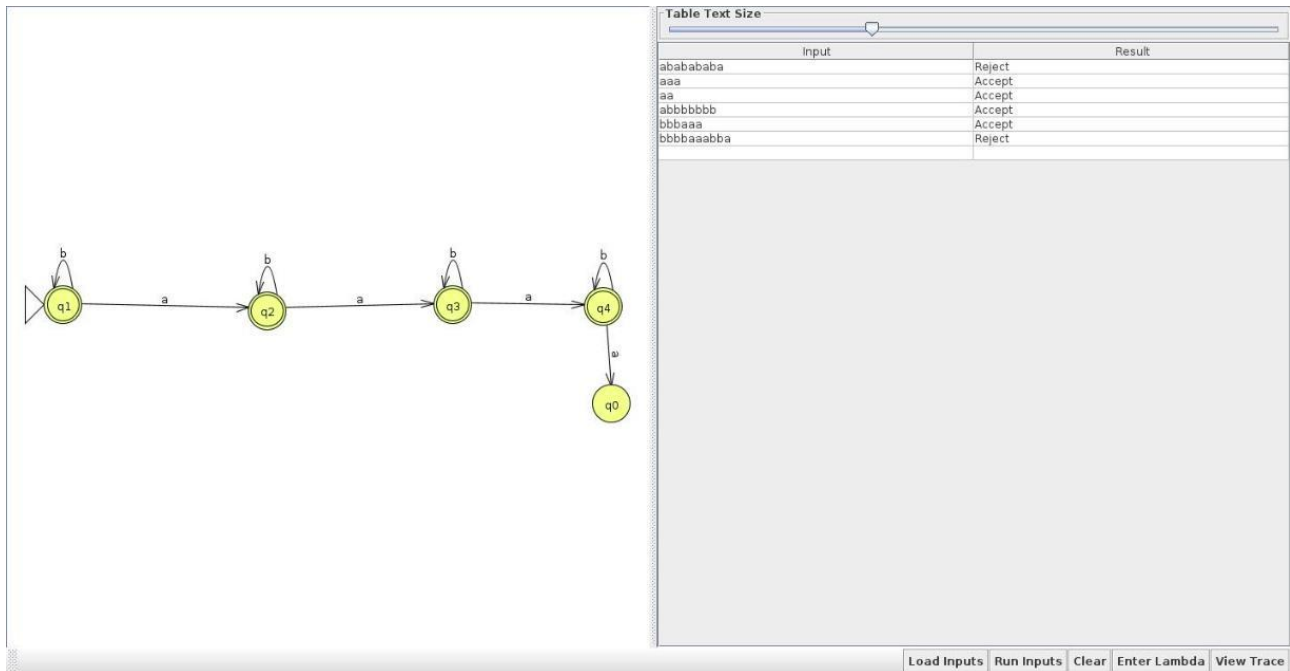 Table Text Size
Input Result
ababababa Reject
aaa Accept
aa Accept
abbbbbbb Accept
bbbaaa Accept
bbbbaaabba Reject
b b b b
q1 a q2 a q3 a q4
a
q0
Load Inputs Run Inputs Clear Enter Lambda View Trace